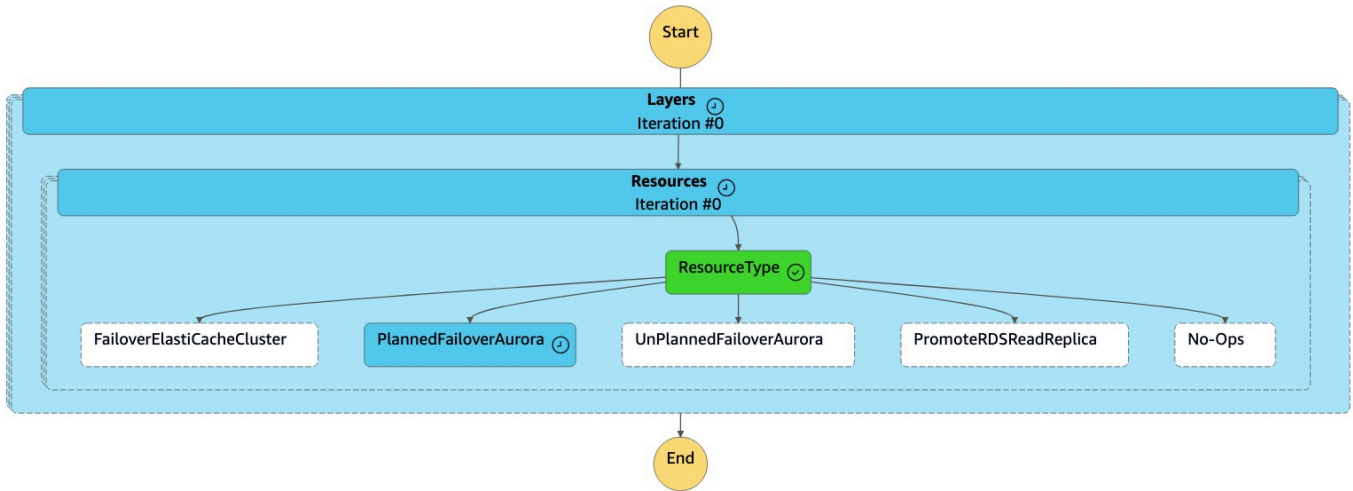 Start
Layers
Iteration #0
Resources
Iteration #0
ResourceType
FailoverElastiCacheCluster
PlannedFailoverAurora
UnPlannedFailoverAurora
PromoteRDSReadReplica
No-Ops
End